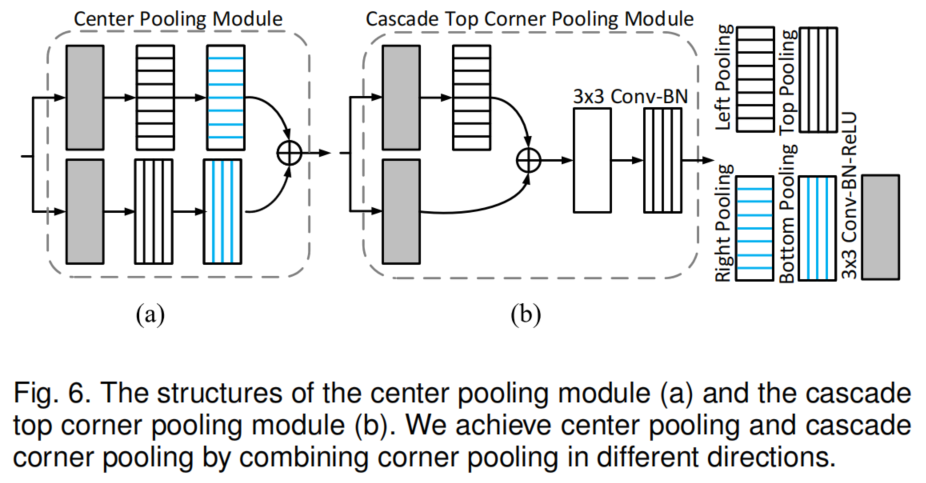 Center Pooling Module
Cascade Top Corner Pooling Module
3x3 Conv-BN
Left Pooling
Top Pooling
Right Pooling
Bottom Pooling
3x3 Conv-BN-ReLU
(a)
(b)
Fig. 6. The structures of the center pooling module (a) and the cascade
top corner pooling module (b). We achieve center pooling and cascade
corner pooling by combining corner pooling in different directions.